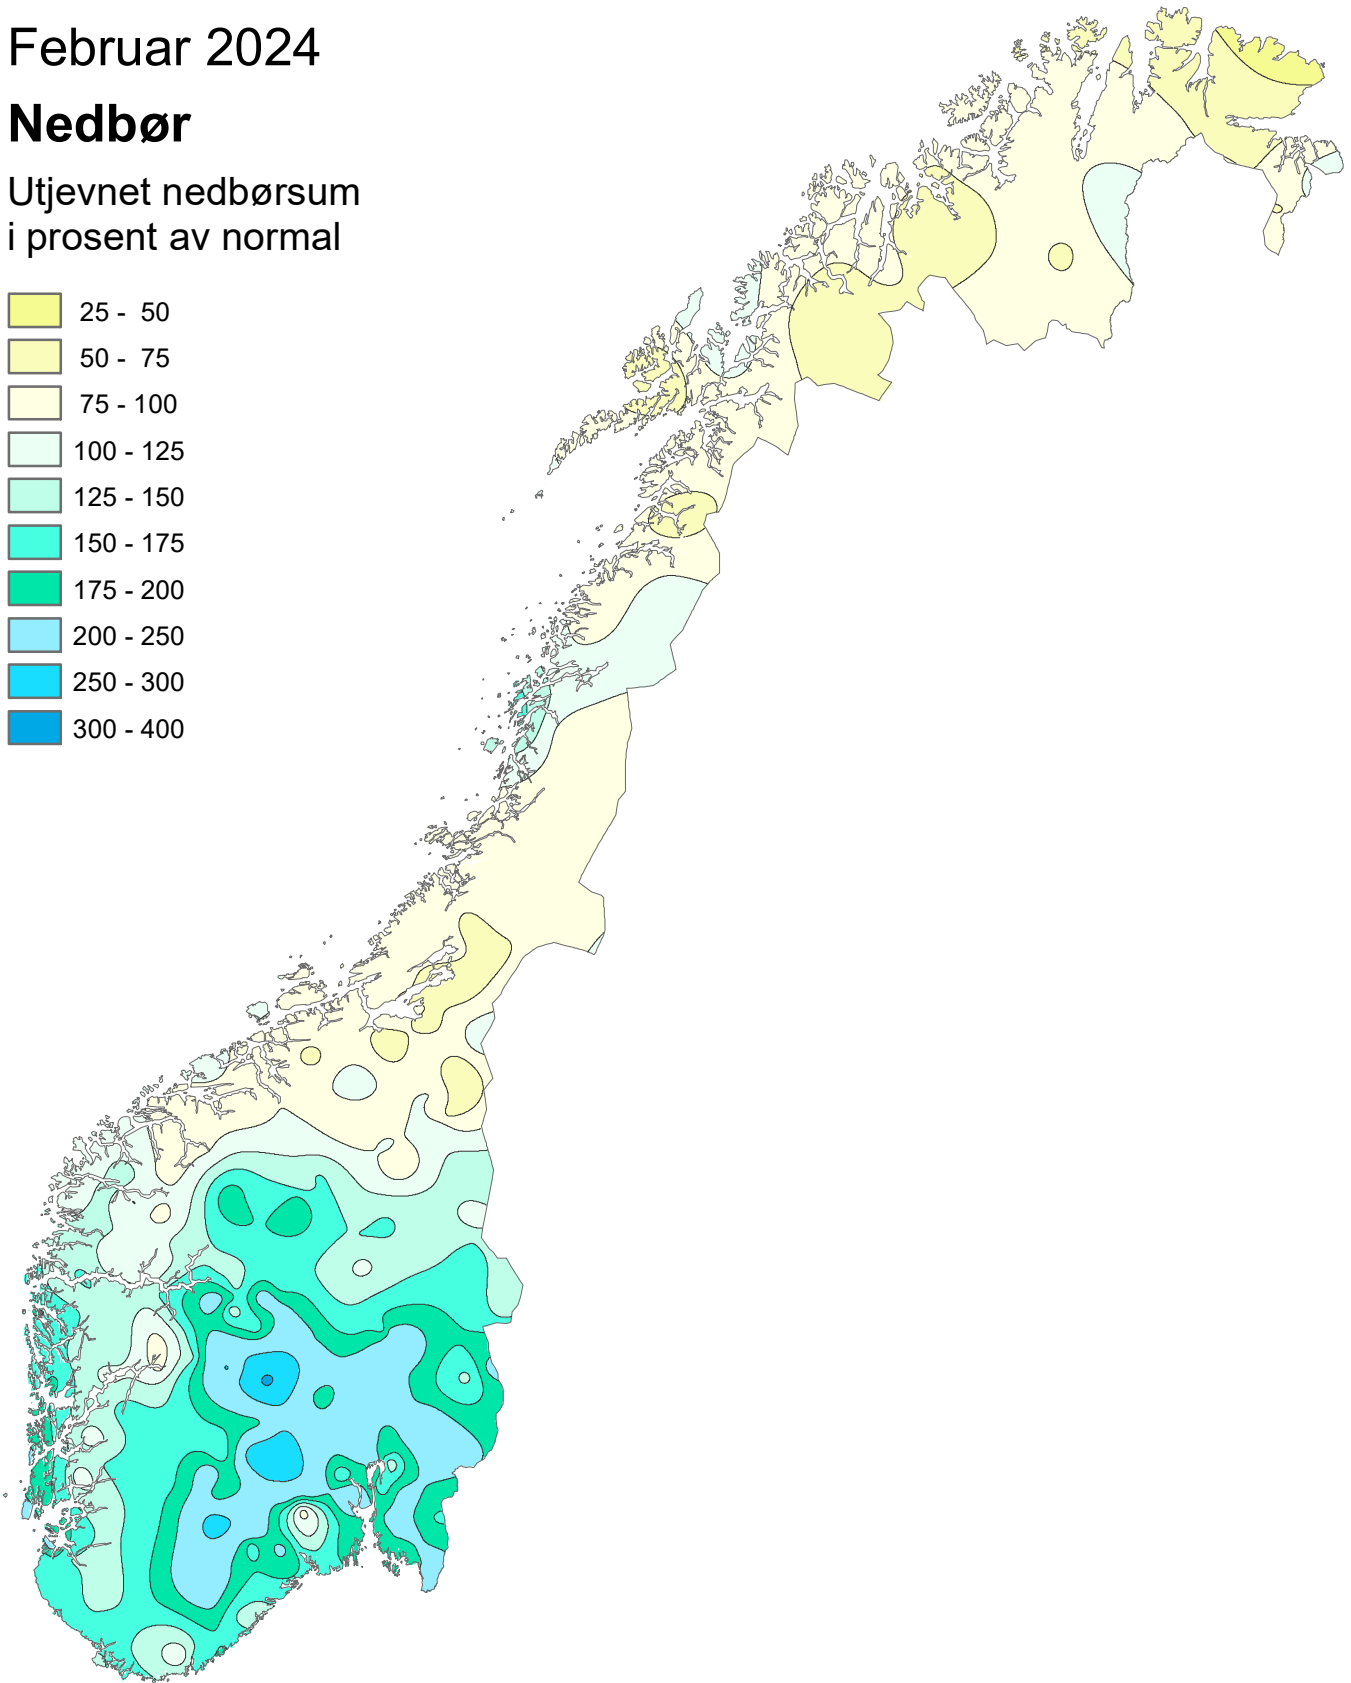 Februar 2024
Nedbør
Utjevnet nedbørsum
i prosent av normal
25 - 50
50 - 75
75 - 100
100 - 125
125 - 150
150 - 175
175 - 200
200 - 250
250 - 300
300 - 400